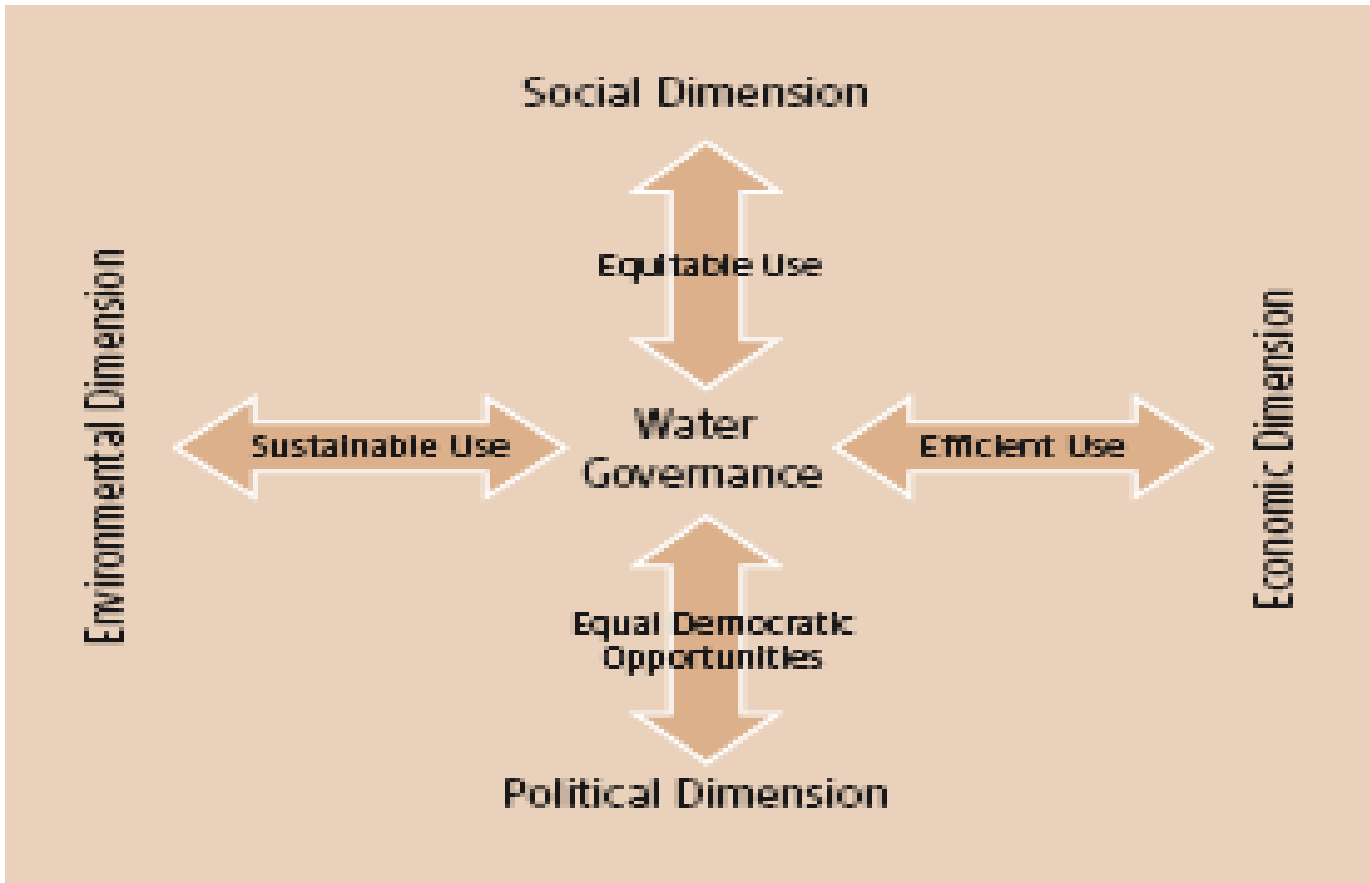 Social Dimension
Equitable Use
Environmental Dimension
Sustainable Use
Water
Governance
Efficient Use
Economic Dimension
Equal Democratic
Opportunities
Political Dimension